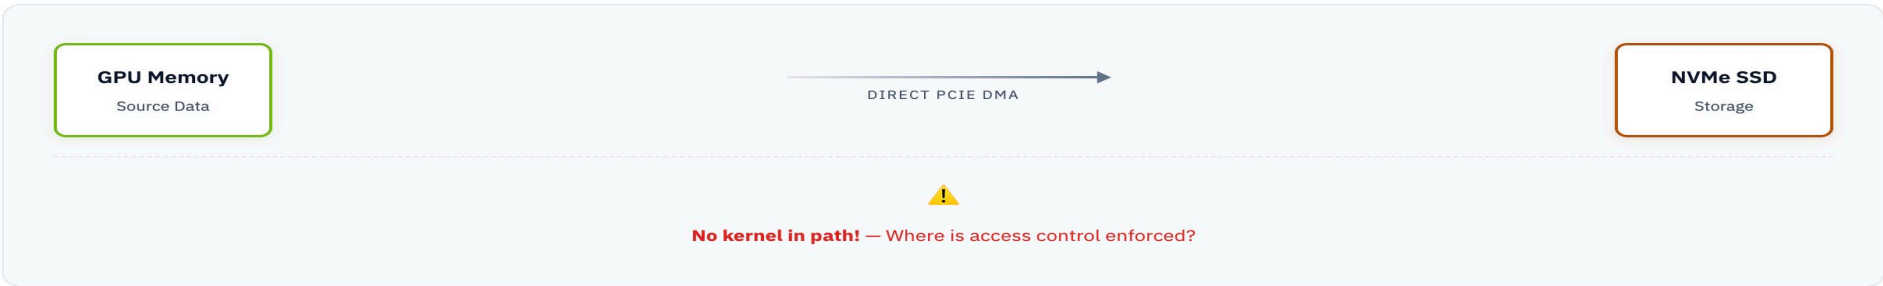 GPU Memory
Source Data
DIRECT PCIE DMA
NVMe SSD
Storage
No kernel in path! — Where is access control enforced?